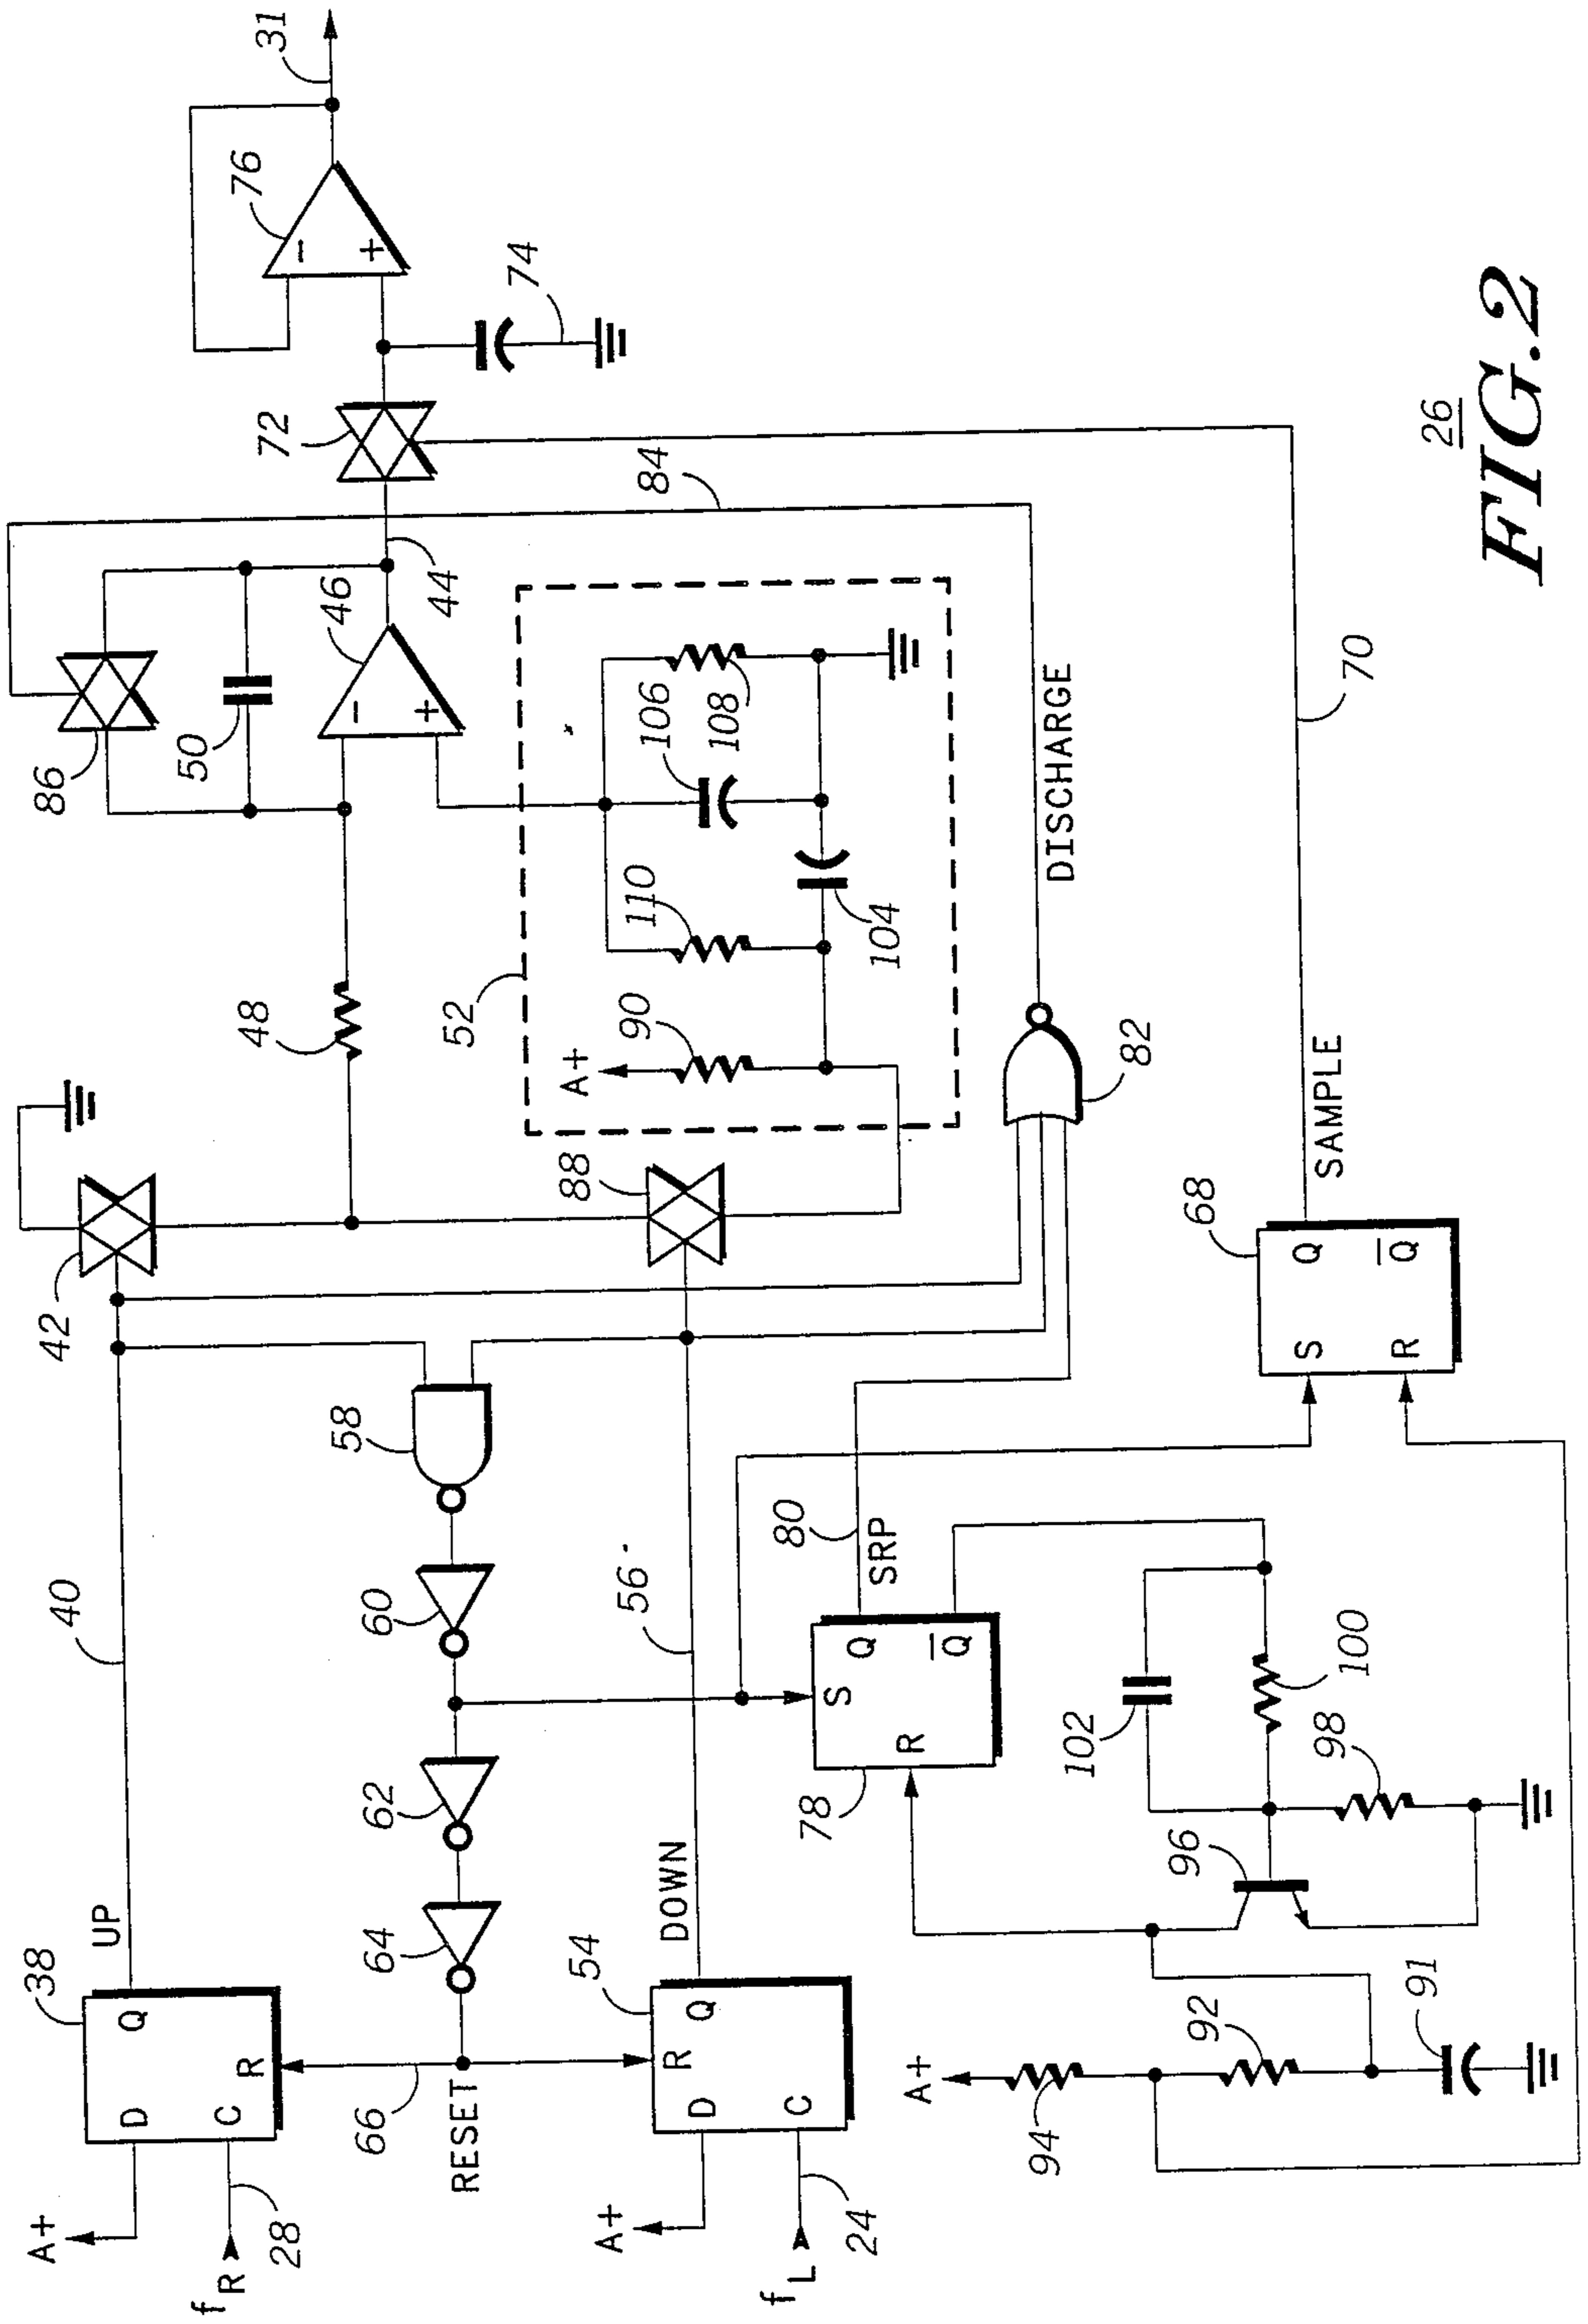 A+
f R
28
D
C
Q
R
38
UP
40
42
66
RESET
64
62
60
58
A+
f L
24
D
C
R
Q
54
DOWN
56
88
48
86
50
46
−
+
44
72
74
76
−
+
31
52
A+
90
110
104
106
108
82
84
DISCHARGE
78
S
R
Q
Q̅
80
SRP
A+
94
92
91
96
98
100
102
68
S
R
Q
Q̅
SAMPLE
70
26
FIG.2